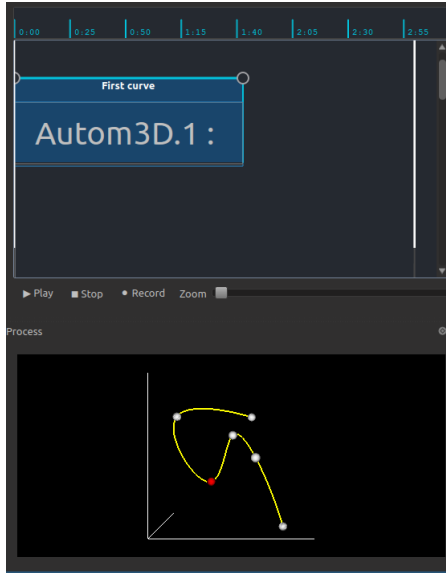 0:00 0:25 0:50 1:15 1:40 2:05 2:30 2:55
First curve
Autom3D.1 :
Play Stop Record Zoom
Process